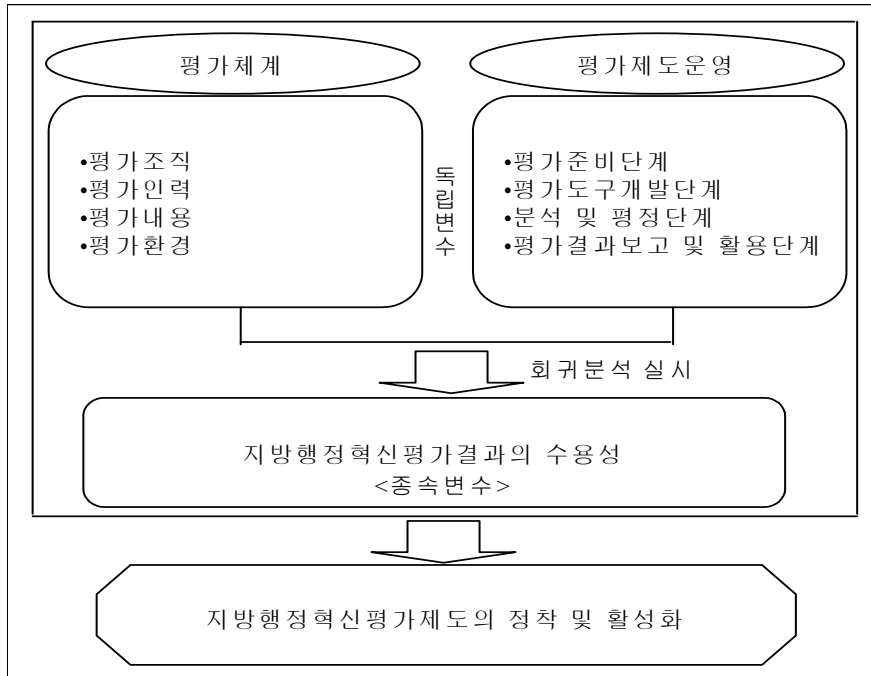 평가체계
평가제도운영
•평가조직
•평가인력
•평가내용
•평가환경
독립변수
•평가준비단계
•평가도구개발단계
•분석 및 평정단계
•평가결과보고 및 활용단계
회귀분석 실시
지방행정혁신평가결과의 수용성
<종속변수>
지방행정혁신평가제도의 정착 및 활성화